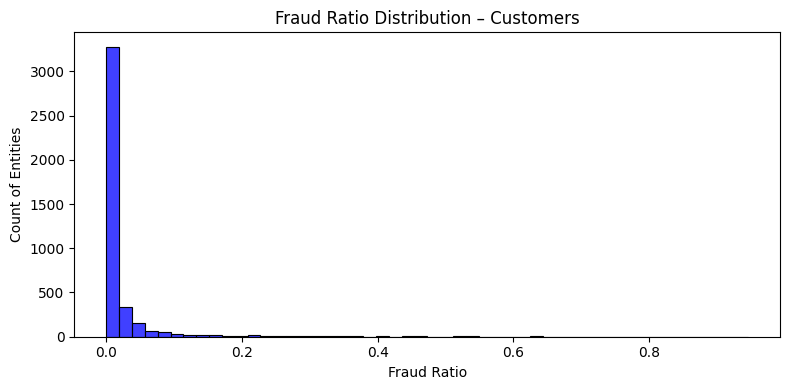 Fraud Ratio Distribution – Customers
Count of Entities
3000
2500
2000
1500
1000
500
0
0.0 0.2 0.4 0.6 0.8
Fraud Ratio